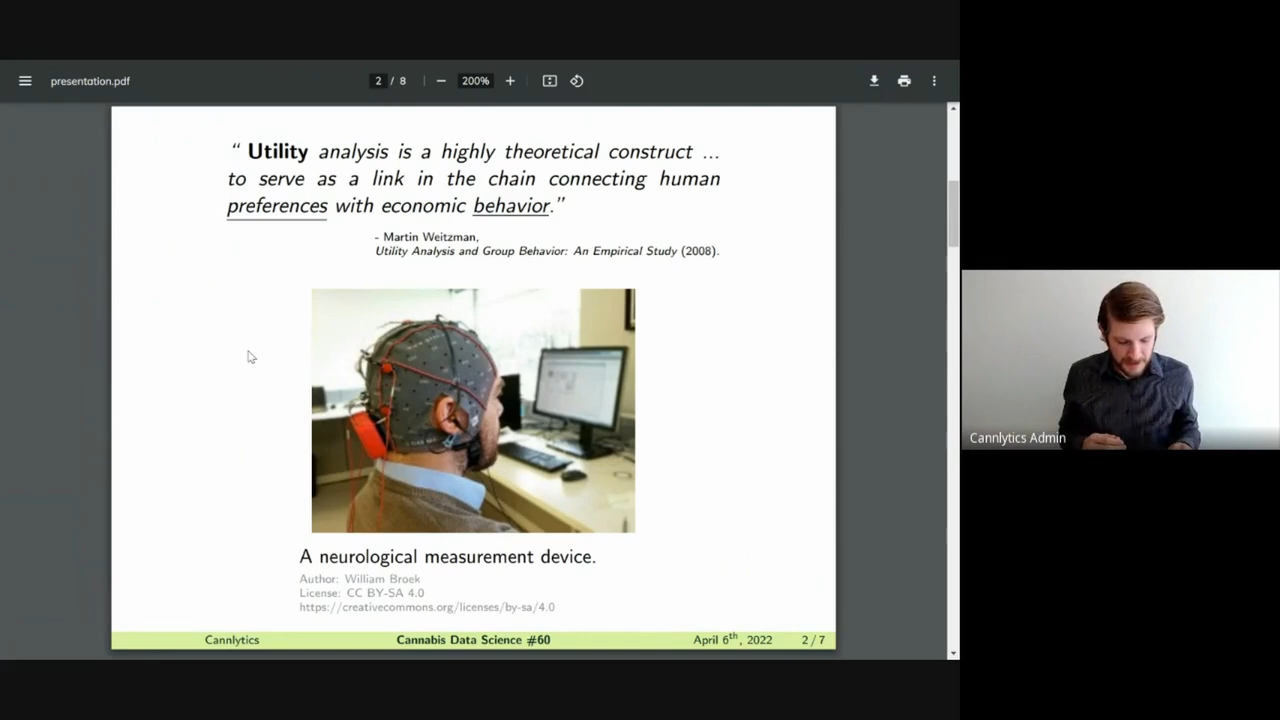 presentation.pdf
2 / 8
200%
“ Utility analysis is a highly theoretical construct ...
to serve as a link in the chain connecting human
preferences with economic behavior.”
- Martin Weitzman,
Utility Analysis and Group Behavior: An Empirical Study (2008).
A neurological measurement device.
Author: William Broek
License: CC BY-SA 4.0
https://creativecommons.org/licenses/by-sa/4.0
Cannlytics
Cannabis Data Science #60
April 6th, 2022
2 / 7
Cannlytics Admin